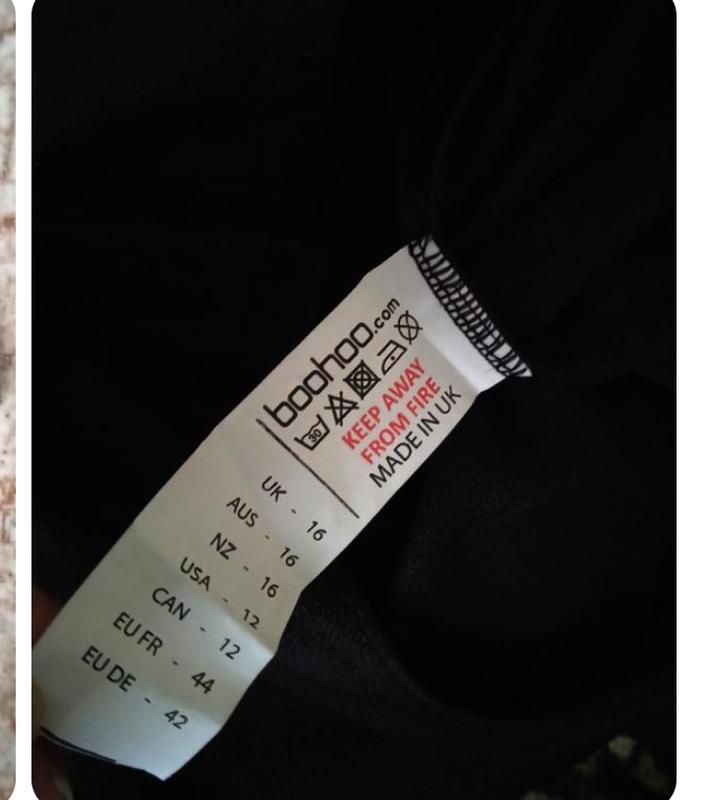 boohoo.com
30
KEEP AWAY
FROM FIRE
MADE IN UK
UK - 16
AUS - 16
NZ - 16
USA - 12
CAN - 12
EU FR - 44
EU DE - 42